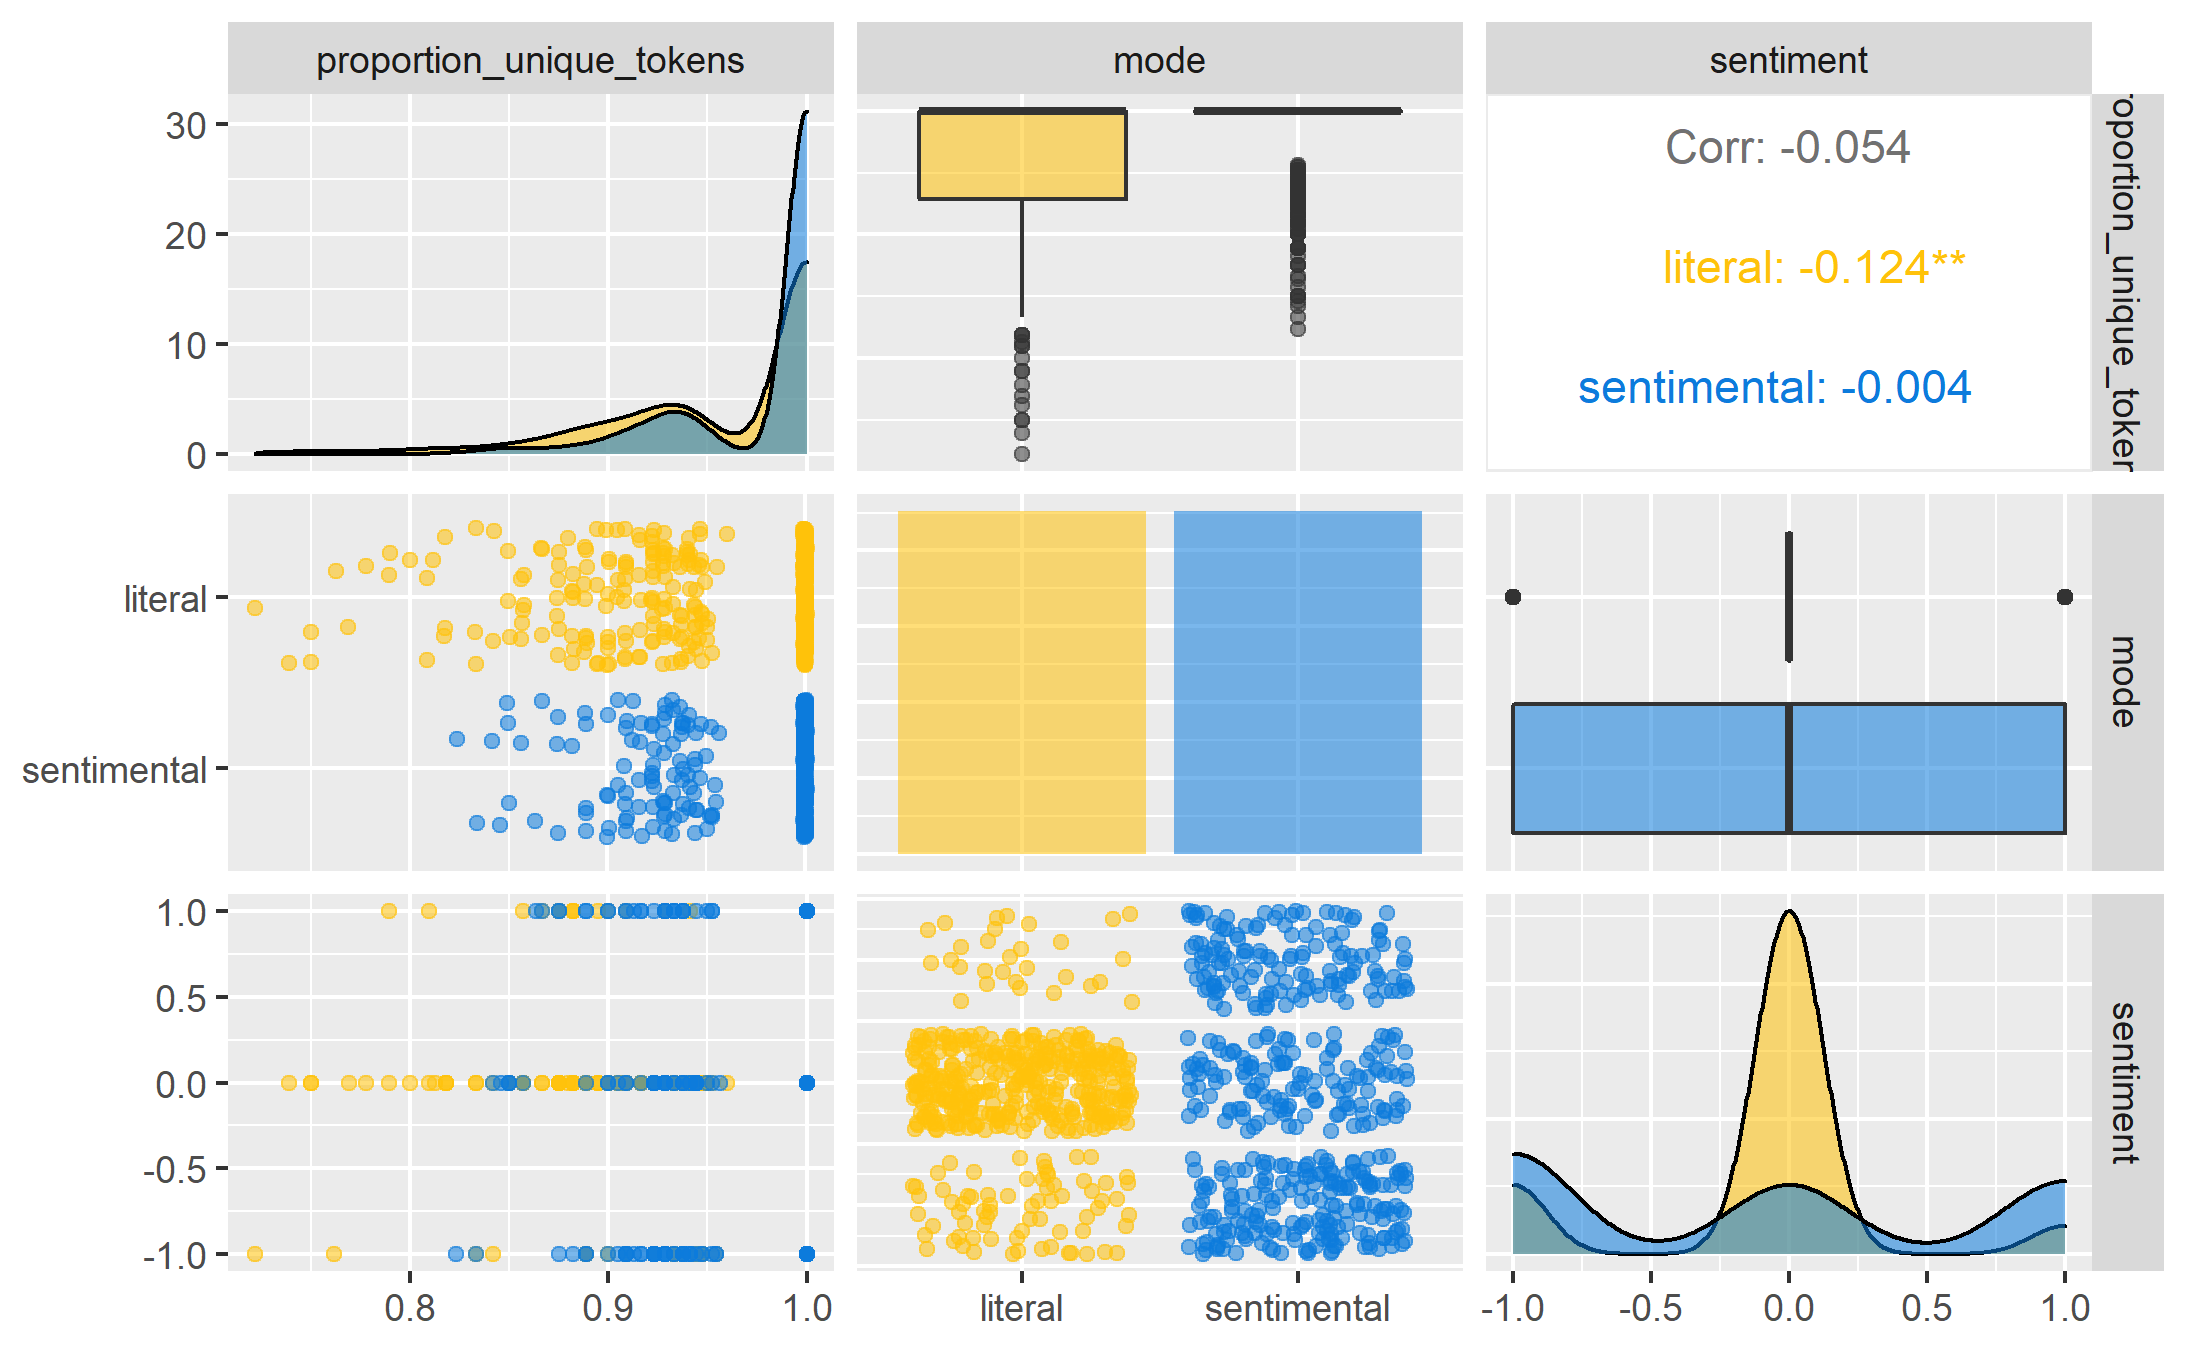 proportion_unique_tokens
mode
sentiment
30
20
10
0
Corr: -0.054
literal: -0.124**
sentimental: -0.004
roportion_unique_token
literal
sentimental
mode
1.0
0.5
0.0
-0.5
-1.0
sentiment
0.8
0.9
1.0
literal
sentimental
-1.0
-0.5
0.0
0.5
1.0